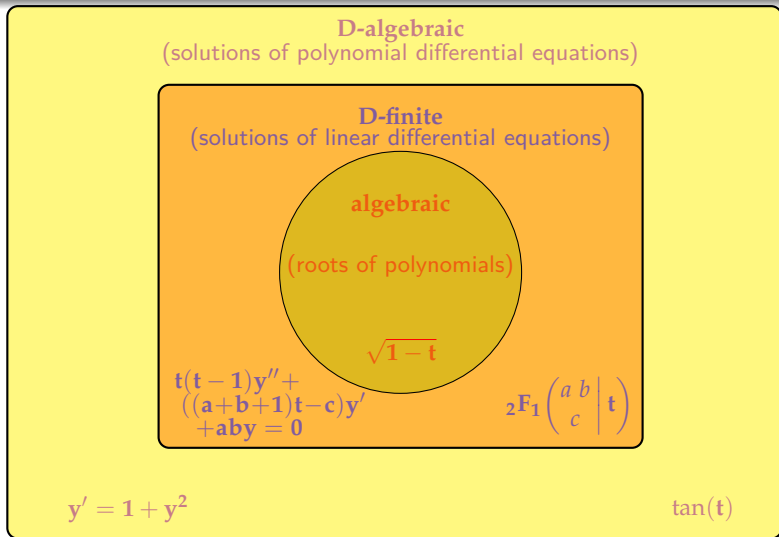 D-algebraic
(solutions of polynomial differential equations)
D-finite
(solutions of linear differential equations)
algebraic
(roots of polynomials)
√1 − t
t(t − 1)y′′ +
((a+b+1)t−c)y′
+aby = 0
₂F₁(a b c | t)
y′ = 1 + y²
tan(t)